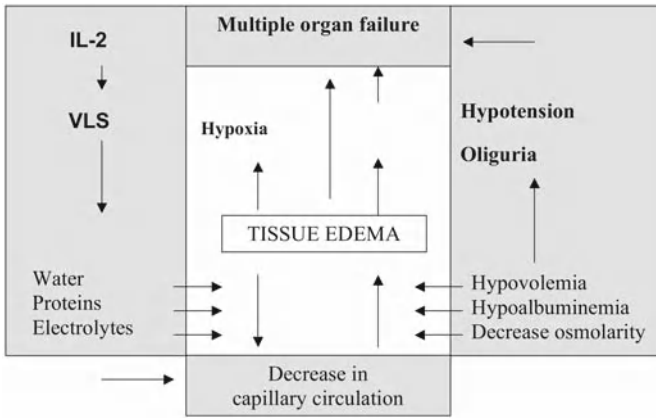 Multiple organ failure
IL-2
VLS
Hypoxia
Hypotension
Oliguria
TISSUE EDEMA
Water
Proteins
Electrolytes
Hypovolemia
Hypoalbuminemia
Decrease osmolarity
Decrease in
capillary circulation